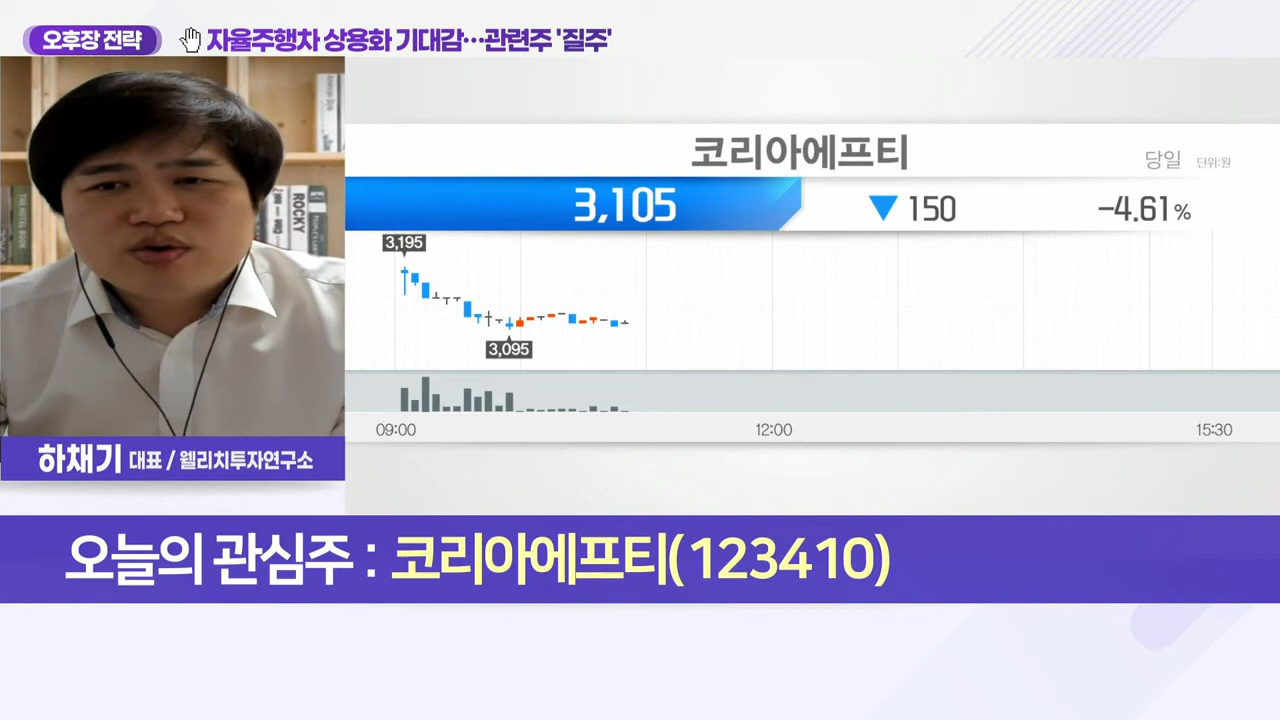 오후장 전략
자율주행차 상용화 기대감…관련주 '질주'
코리아에프티
당일 단위:원
3,105 ▼ 150 -4.61%
3,195
3,095
09:00 12:00 15:30
ROCKY
하채기 대표 / 웰리치투자연구소
오늘의 관심주 : 코리아에프티(123410)